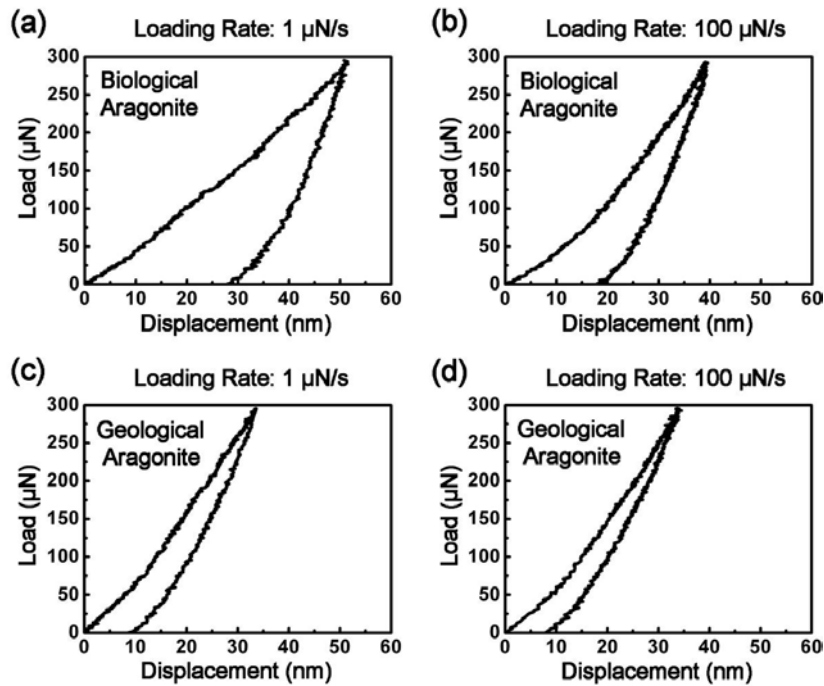 (a)
Loading Rate: 1 μN/s
300
250
200
150
100
50
0
Load (μN)
Biological
Aragonite
0 10 20 30 40 50 60
Displacement (nm)
(b)
Loading Rate: 100 μN/s
300
250
200
150
100
50
0
Load (μN)
Biological
Aragonite
0 10 20 30 40 50 60
Displacement (nm)
(c)
Loading Rate: 1 μN/s
300
250
200
150
100
50
0
Load (μN)
Geological
Aragonite
0 10 20 30 40 50 60
Displacement (nm)
(d)
Loading Rate: 100 μN/s
300
250
200
150
100
50
0
Load (μN)
Geological
Aragonite
0 10 20 30 40 50 60
Displacement (nm)